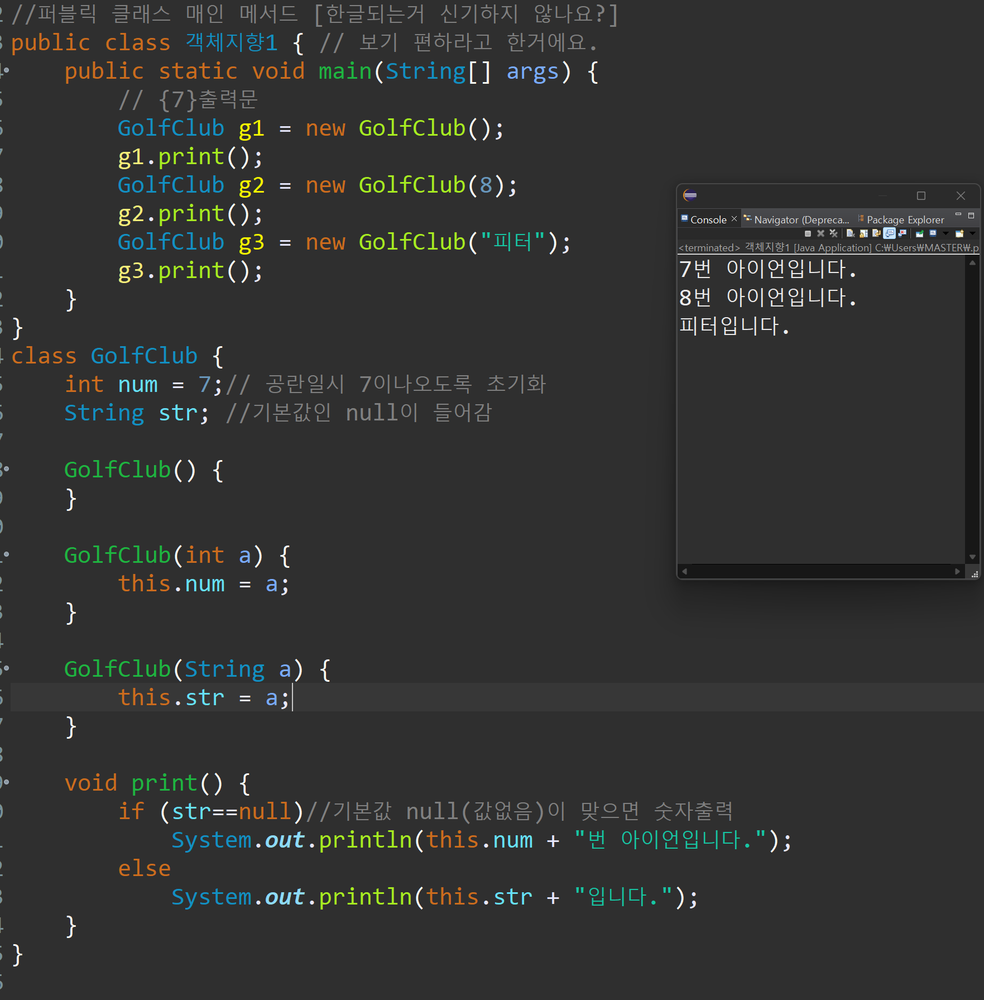 //퍼블릭 클래스 매인 메서드 [한글되는거 신기하지 않나요?]
public class 객체지향1 { // 보기 편하라고 한거에요.
public static void main(String[] args) {
// {7}출력문
GolfClub g1 = new GolfClub();
g1.print();
GolfClub g2 = new GolfClub(8);
g2.print();
GolfClub g3 = new GolfClub("피터");
g3.print();
}
}
class GolfClub {
int num = 7;// 공란일시 7이나오도록 초기화
String str; //기본값인 null이 들어감
GolfClub() {
}
GolfClub(int a) {
this.num = a;
}
GolfClub(String a) {
this.str = a;
}
void print() {
if (str==null)//기본값 null(값없음)이 맞으면 숫자출력
System.out.println(this.num + "번 아이언입니다.");
else
System.out.println(this.str + "입니다.");
}
}
Console
Navigator (Depreca...
Package Explorer
<terminated> 객체지향1 [Java Application] C:₩Users₩MASTER₩.p
7번 아이언입니다.
8번 아이언입니다.
피터입니다.